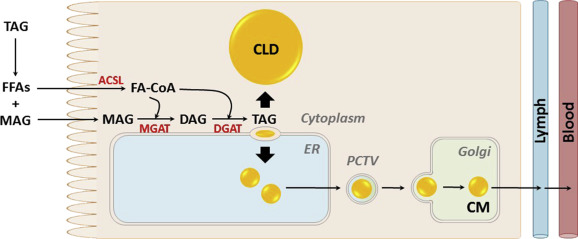 TAG
FFAs
+
MAG
ACSL
FA-CoA
MAG
MGAT
DAG
DGAT
TAG
CLD
Cytoplasm
ER
PCTV
Golgi
CM
Lymph
Blood